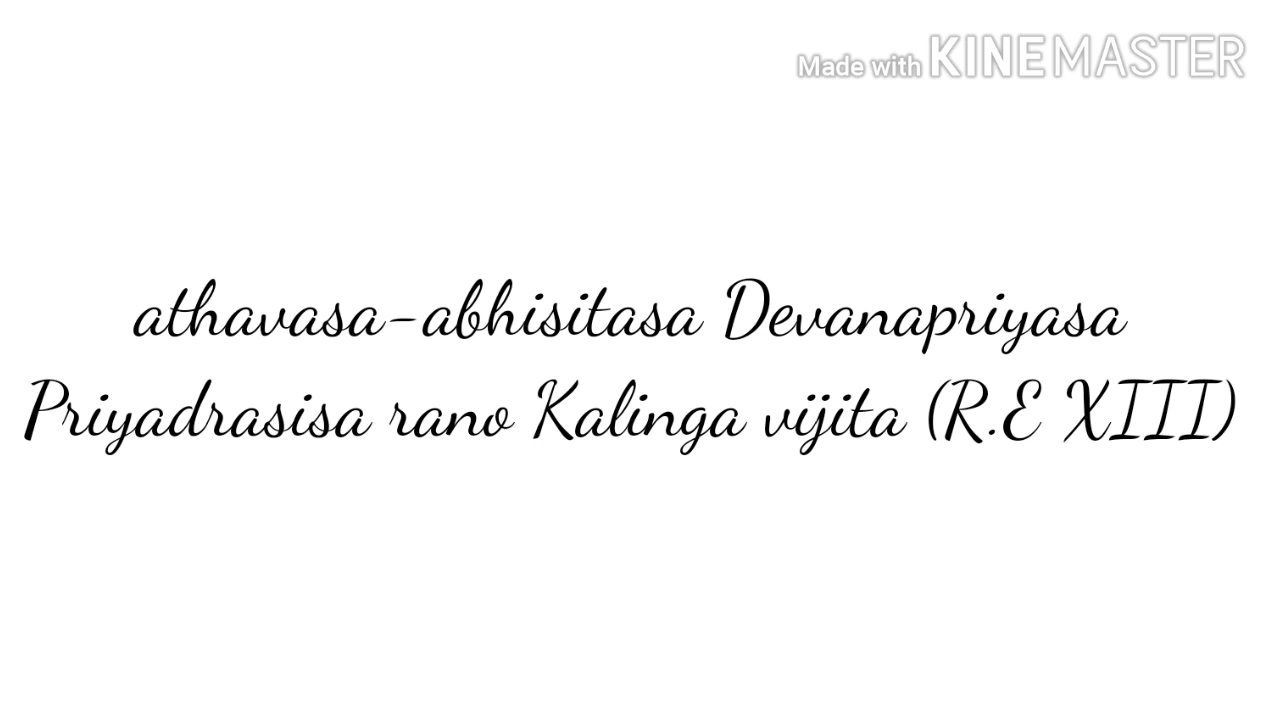 Made with KINEMASTER
athavasa-abhisitasa Devanapriyasa
Priyadrasisa rano Kalinga vijita (R.E XIII)